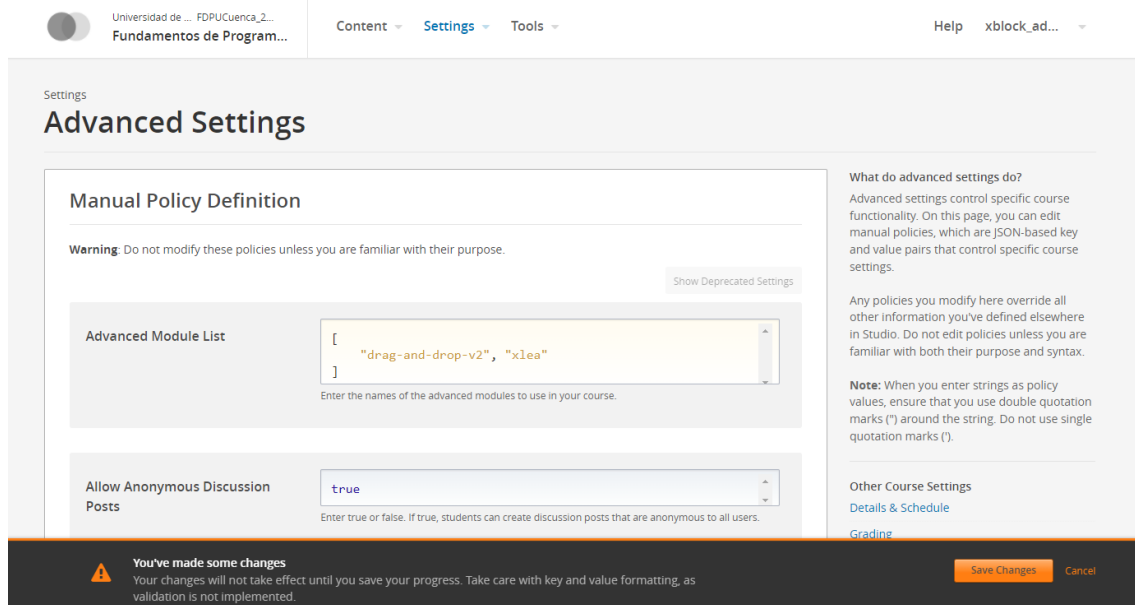 Universidad de ... FDPUCuenca_2...
Fundamentos de Program...
Content Settings Tools
Help xblock_ad...
Settings
Advanced Settings
Manual Policy Definition
Warning: Do not modify these policies unless you are familiar with their purpose.
Show Deprecated Settings
Advanced Module List
[
"drag-and-drop-v2", "xlea"
]
Enter the names of the advanced modules to use in your course.
Allow Anonymous Discussion
Posts
true
Enter true or false. If true, students can create discussion posts that are anonymous to all users.
What do advanced settings do?
Advanced settings control specific course
functionality. On this page, you can edit
manual policies, which are JSON-based key
and value pairs that control specific course
settings.
Any policies you modify here override all
other information you've defined elsewhere
in Studio. Do not edit policies unless you are
familiar with both their purpose and syntax.
Note: When you enter strings as policy
values, ensure that you use double quotation
marks (") around the string. Do not use single
quotation marks (').
Other Course Settings
Details & Schedule
Grading
You've made some changes
Your changes will not take effect until you save your progress. Take care with key and value formatting, as
validation is not implemented.
Save Changes Cancel